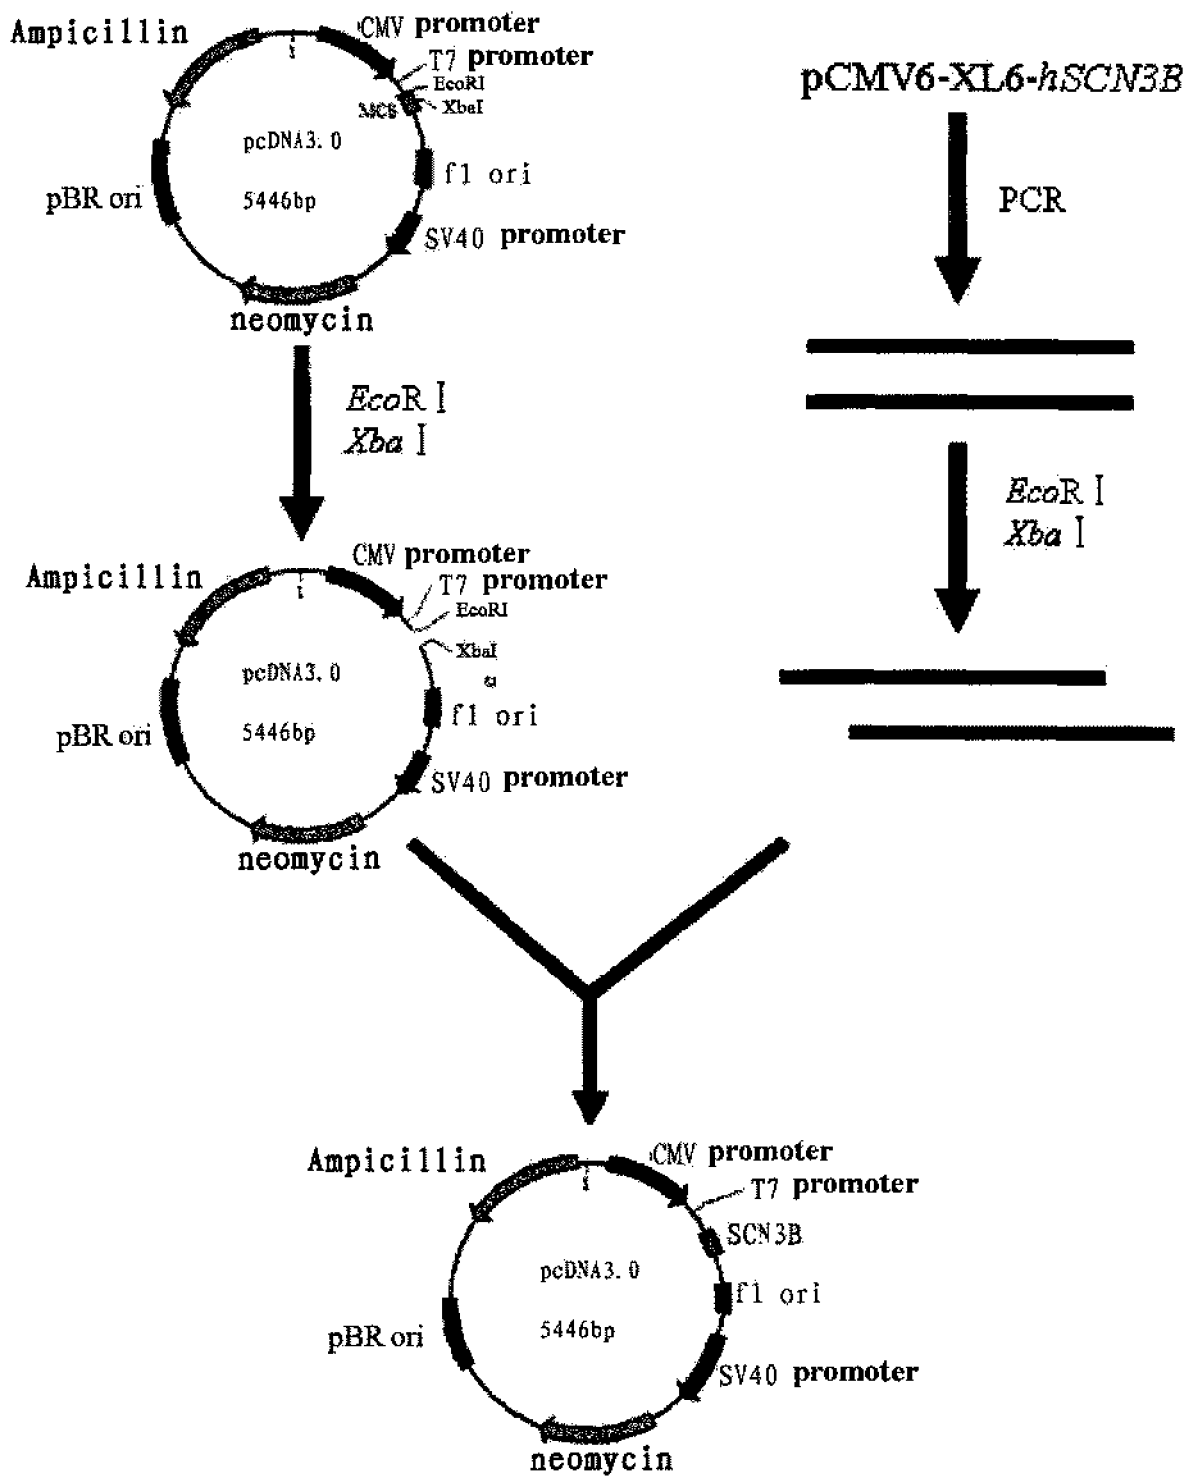 Ampicillin
CMV promoter
T7 promoter
EcoRI
MCS
XbaI
pcDNA3.0
5446bp
pBR ori
f1 ori
SV40 promoter
neomycin
EcoR I
Xba I
pCMV6-XL6-hSCN3B
PCR
EcoR I
Xba I
Ampicillin
1
CMV promoter
T7 promoter
EcoRI
XbaI
pcDNA3.0
5446bp
pBR ori
f1 ori
SV40 promoter
neomycin
Ampicillin
CMV promoter
T7 promoter
SCN3B
pcDNA3.0
5446bp
pBR ori
f1 ori
SV40 promoter
neomycin